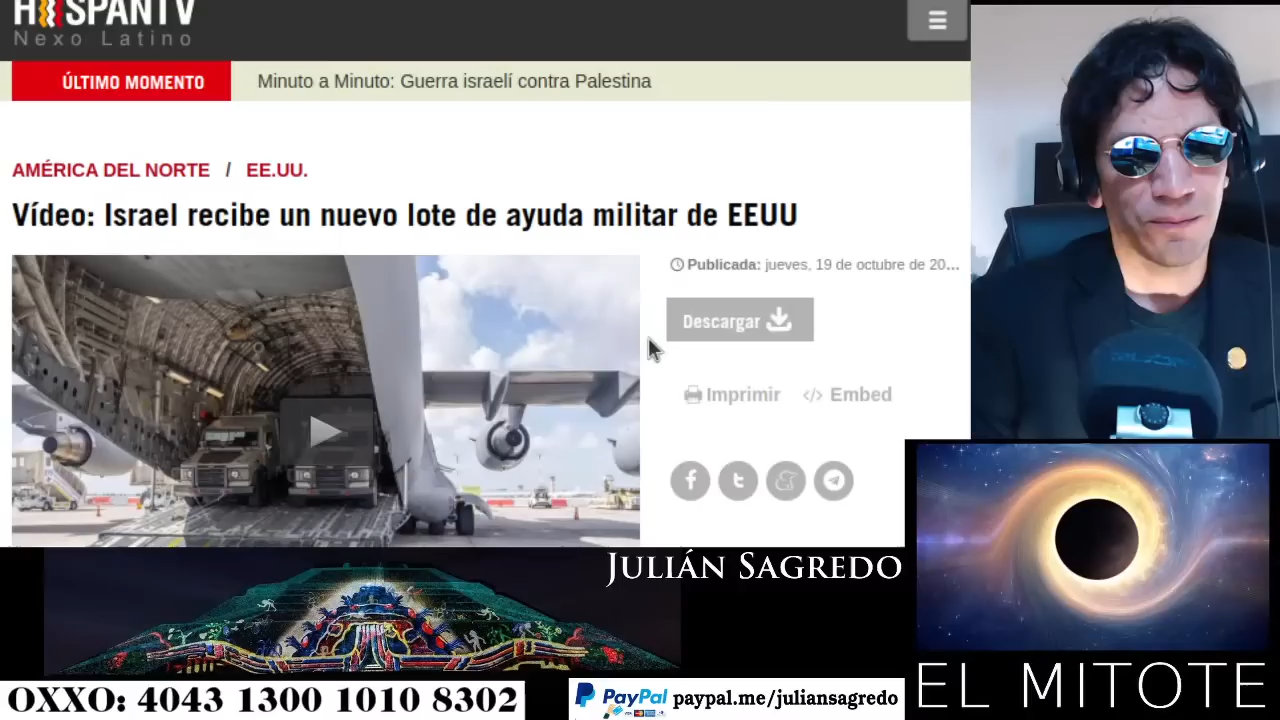 HISPANTV
Nexo Latino
ÚLTIMO MOMENTO
Minuto a Minuto: Guerra israelí contra Palestina
AMÉRICA DEL NORTE / EE.UU.
Vídeo: Israel recibe un nuevo lote de ayuda militar de EEUU
Publicada: jueves, 19 de octubre de 20...
Descargar
Imprimir
</> Embed
JULIÁN SAGREDO
EL MITOTE
OXXO: 4043 1300 1010 8302
PayPal paypal.me/juliansagredo